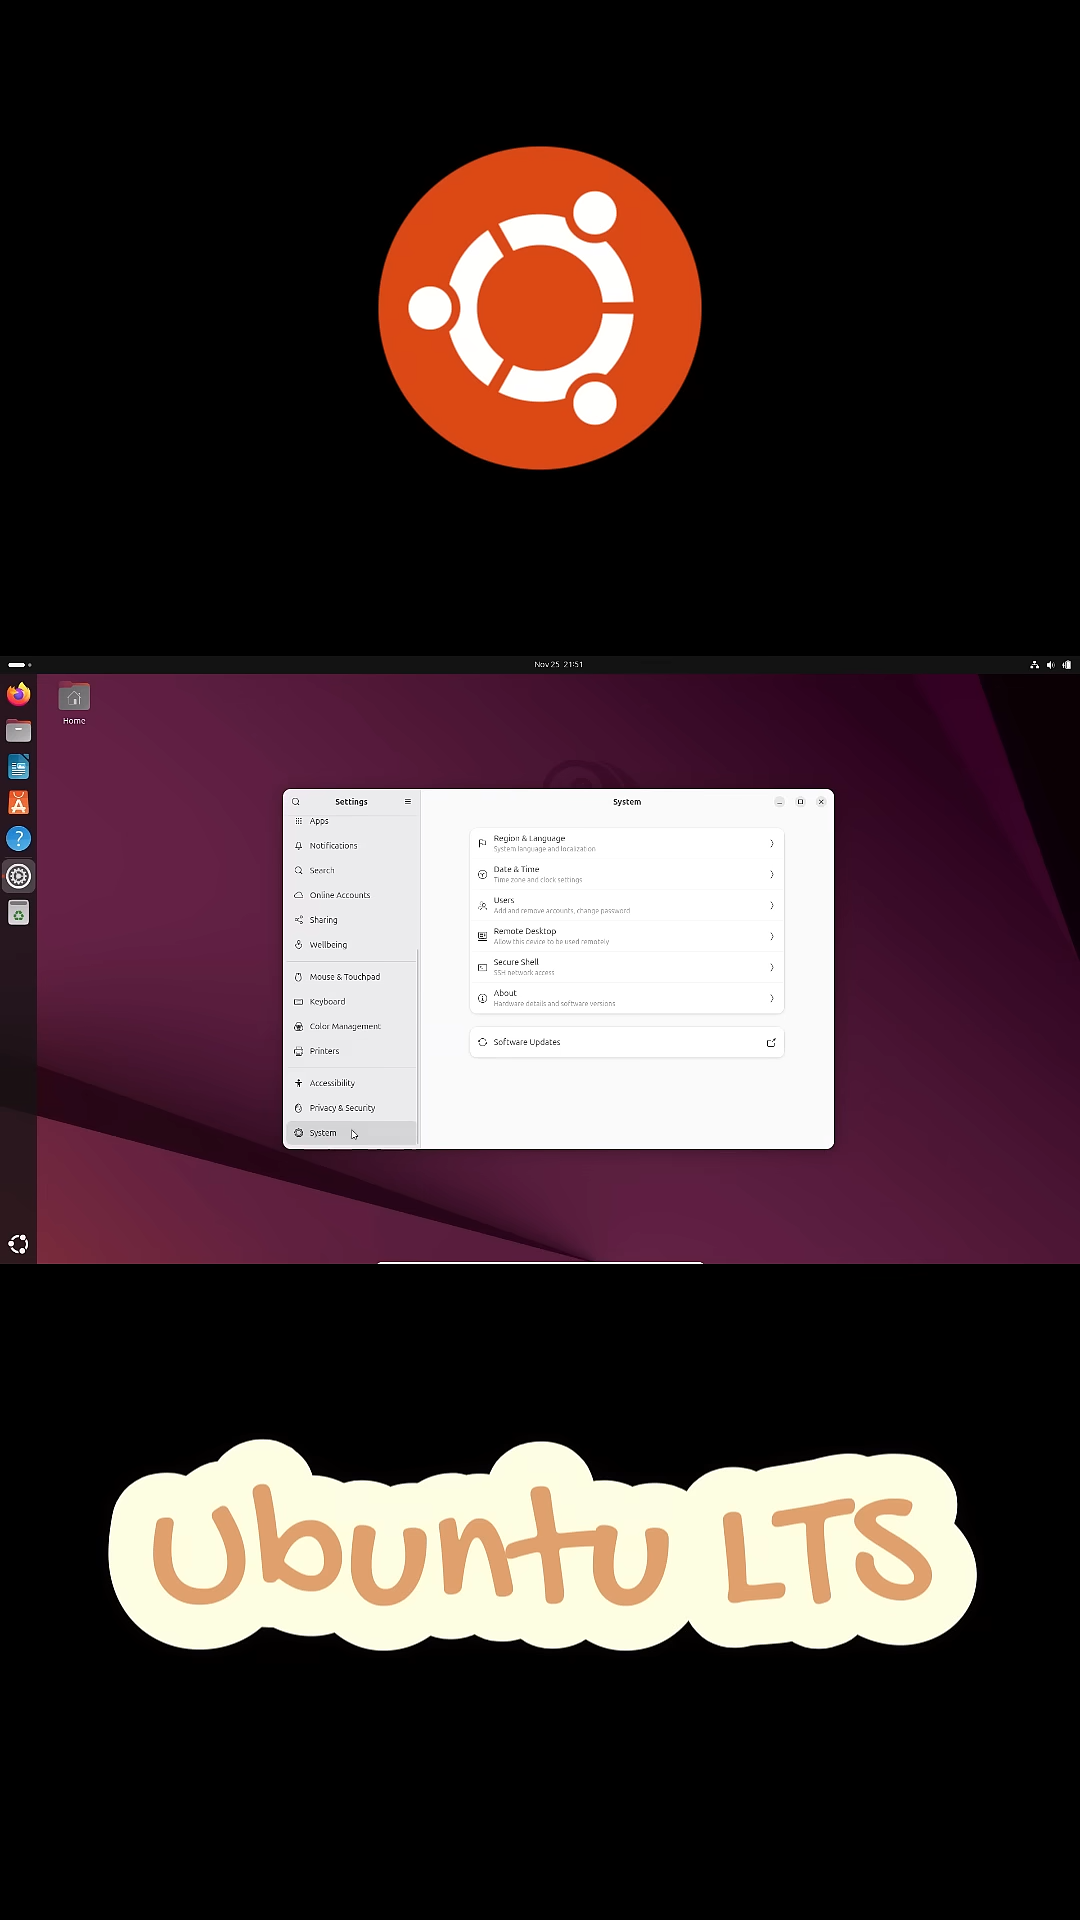 Nov 25 21:51
Home
Settings
System
Apps
Notifications
Search
Online Accounts
Sharing
Wellbeing
Mouse & Touchpad
Keyboard
Color Management
Printers
Accessibility
Privacy & Security
System
Region & Language
System language and localization
Date & Time
Time zone and clock settings
Users
Add and remove accounts, change password
Remote Desktop
Allow this device to be used remotely
Secure Shell
SSH network access
About
Hardware details and software versions
Software Updates
Ubuntu LTS